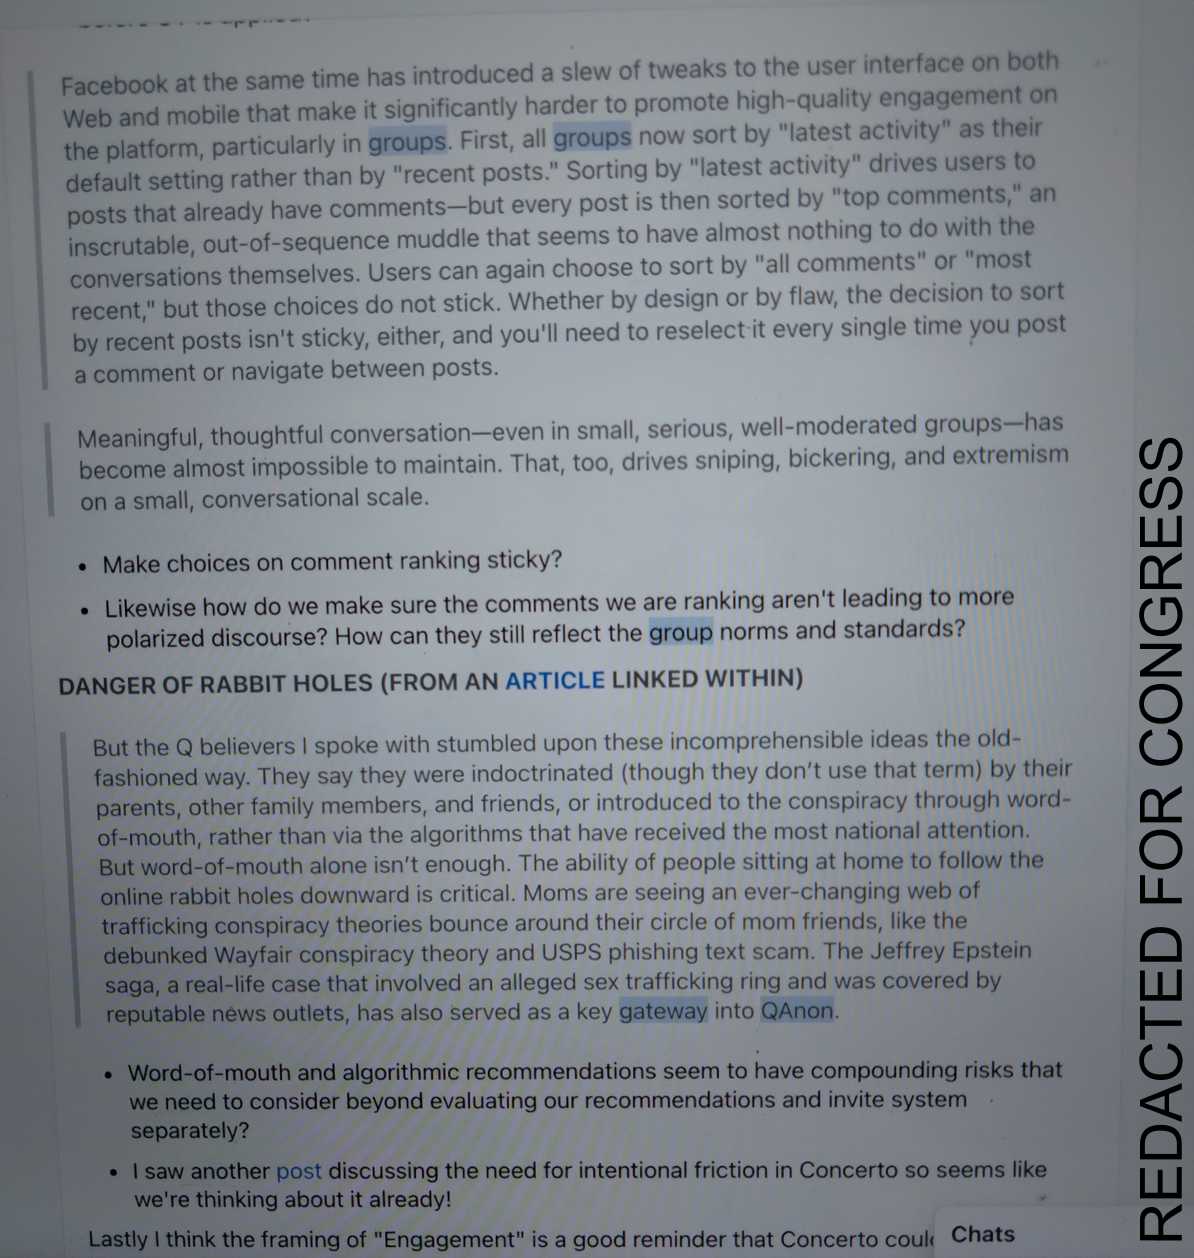 Facebook at the same time has introduced a slew of tweaks to the user interface on both
Web and mobile that make it significantly harder to promote high-quality engagement on
the platform, particularly in groups. First, all groups now sort by "latest activity" as their
default setting rather than by "recent posts." Sorting by "latest activity" drives users to
posts that already have comments—but every post is then sorted by "top comments," an
inscrutable, out-of-sequence muddle that seems to have almost nothing to do with the
conversations themselves. Users can again choose to sort by "all comments" or "most
recent," but those choices do not stick. Whether by design or by flaw, the decision to sort
by recent posts isn't sticky, either, and you'll need to reselect it every single time you post
a comment or navigate between posts.
Meaningful, thoughtful conversation—even in small, serious, well-moderated groups—has
become almost impossible to maintain. That, too, drives sniping, bickering, and extremism
on a small, conversational scale.
• Make choices on comment ranking sticky?
• Likewise how do we make sure the comments we are ranking aren't leading to more
polarized discourse? How can they still reflect the group norms and standards?
DANGER OF RABBIT HOLES (FROM AN ARTICLE LINKED WITHIN)
But the Q believers I spoke with stumbled upon these incomprehensible ideas the old-
fashioned way. They say they were indoctrinated (though they don't use that term) by their
parents, other family members, and friends, or introduced to the conspiracy through word-
of-mouth, rather than via the algorithms that have received the most national attention.
But word-of-mouth alone isn't enough. The ability of people sitting at home to follow the
online rabbit holes downward is critical. Moms are seeing an ever-changing web of
trafficking conspiracy theories bounce around their circle of mom friends, like the
debunked Wayfair conspiracy theory and USPS phishing text scam. The Jeffrey Epstein
saga, a real-life case that involved an alleged sex trafficking ring and was covered by
reputable news outlets, has also served as a key gateway into QAnon.
• Word-of-mouth and algorithmic recommendations seem to have compounding risks that
we need to consider beyond evaluating our recommendations and invite system
separately?
• I saw another post discussing the need for intentional friction in Concerto so seems like
we're thinking about it already!
Lastly I think the framing of "Engagement" is a good reminder that Concerto
Chats
REDACTED FOR CONGRESS